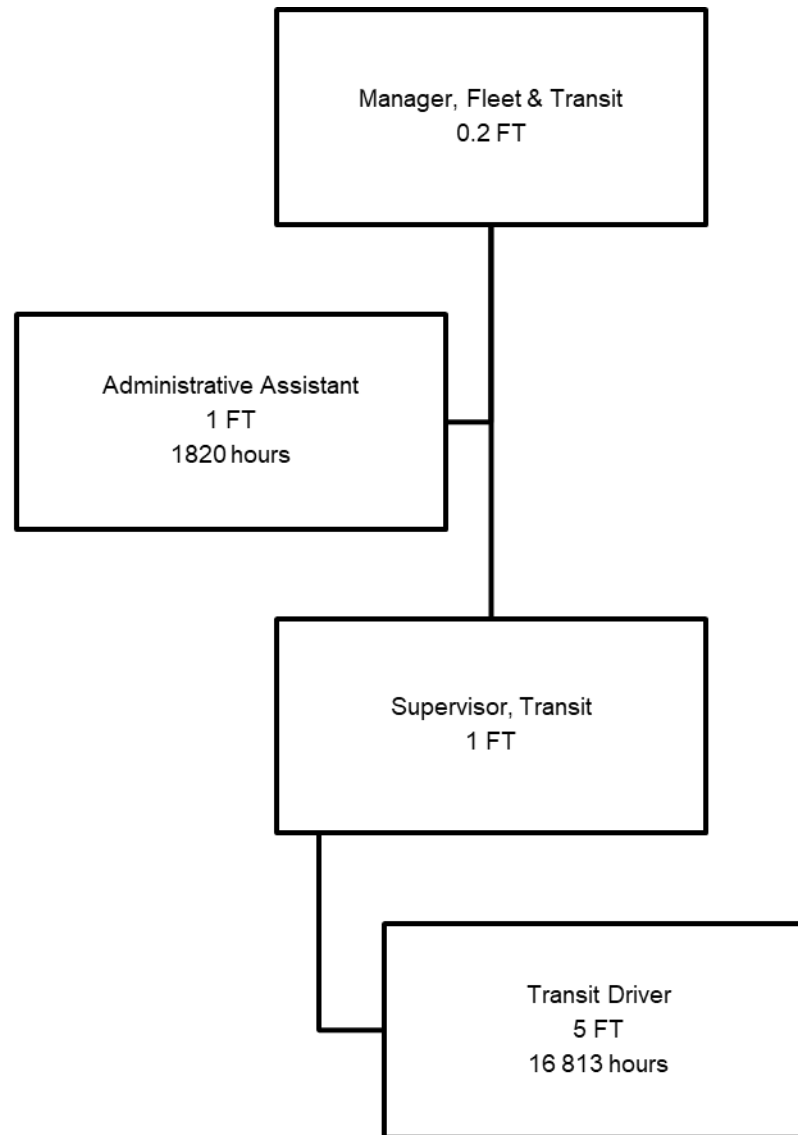 Manager, Fleet & Transit
0.2 FT
Administrative Assistant
1 FT
1820 hours
Supervisor, Transit
1 FT
Transit Driver
5 FT
16 813 hours